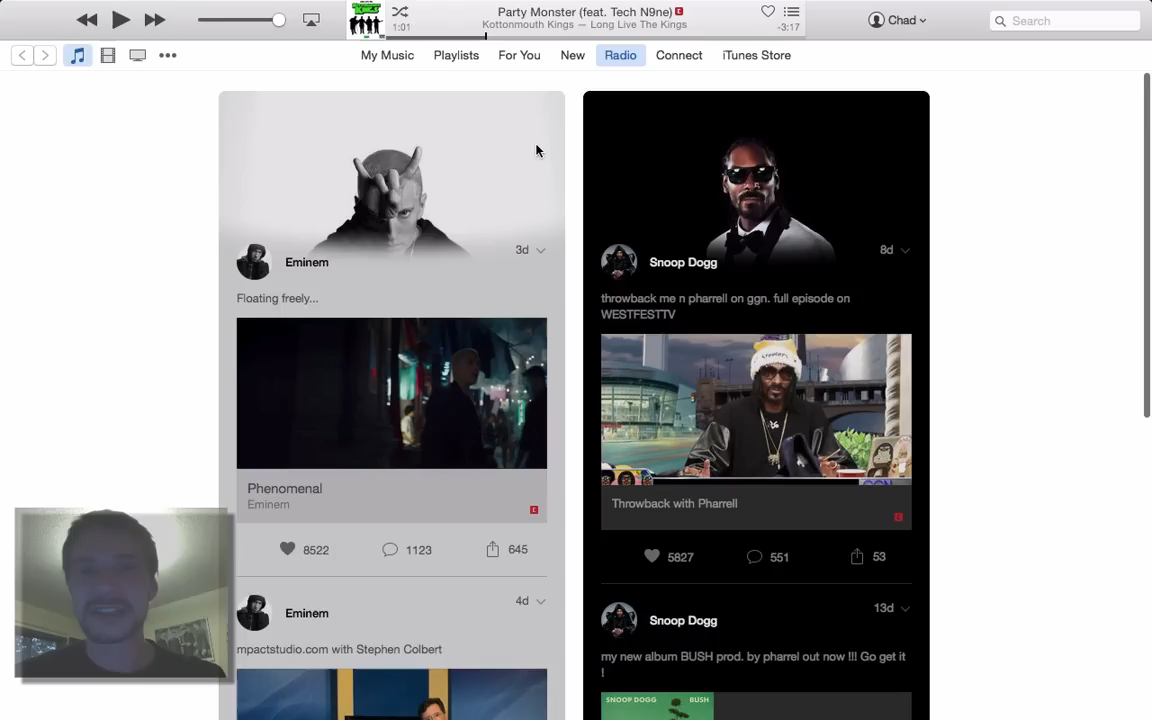 Party Monster (feat. Tech N9ne) E
1:01
Kottonmouth Kings — Long Live The Kings
-3:17
Chad
Search
My Music
Playlists
For You
New
Radio
Connect
iTunes Store
3d
Eminem
Floating freely...
Phenomenal
Eminem
E
8522
1123
645
4d
Eminem
mpactstudio.com with Stephen Colbert
8d
Snoop Dogg
throwback me n pharrell on ggn. full episode on
WESTFESTTV
Throwback with Pharrell
E
5827
551
53
13d
Snoop Dogg
my new album BUSH prod. by pharrel out now !!! Go get it
!
SNOOP DOGG
BUSH